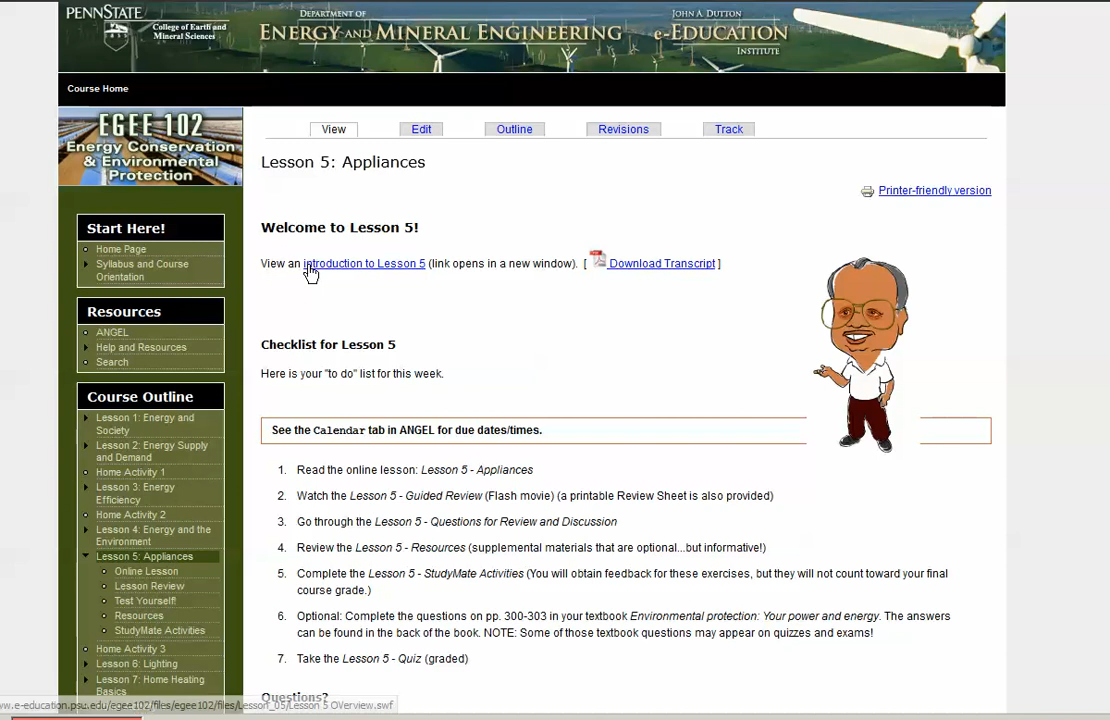 PENNSTATE
College of Earth and
Mineral Sciences
DEPARTMENT OF
ENERGY AND MINERAL ENGINEERING
JOHN A. DUTTON
e-EDUCATION
INSTITUTE
Course Home
EGEE 102
Energy Conservation
& Environmental
Protection
View
Edit
Outline
Revisions
Track
Lesson 5: Appliances
Printer-friendly version
Welcome to Lesson 5!
View an introduction to Lesson 5 (link opens in a new window). [ Download Transcript ]
Checklist for Lesson 5
Here is your "to do" list for this week.
See the Calendar tab in ANGEL for due dates/times.
1. Read the online lesson: Lesson 5 - Appliances
2. Watch the Lesson 5 - Guided Review (Flash movie) (a printable Review Sheet is also provided)
3. Go through the Lesson 5 - Questions for Review and Discussion
4. Review the Lesson 5 - Resources (supplemental materials that are optional...but informative!)
5. Complete the Lesson 5 - StudyMate Activities (You will obtain feedback for these exercises, but they will not count toward your final
course grade.)
6. Optional: Complete the questions on pp. 300-303 in your textbook Environmental protection: Your power and energy. The answers
can be found in the back of the book. NOTE: Some of those textbook questions may appear on quizzes and exams!
7. Take the Lesson 5 - Quiz (graded)
Questions?
Start Here!
Home Page
Syllabus and Course
Orientation
Resources
ANGEL
Help and Resources
Search
Course Outline
Lesson 1: Energy and
Society
Lesson 2: Energy Supply
and Demand
Home Activity 1
Lesson 3: Energy
Efficiency
Home Activity 2
Lesson 4: Energy and the
Environment
Lesson 5: Appliances
Online Lesson
Lesson Review
Test Yourself!
Resources
StudyMate Activities
Home Activity 3
Lesson 6: Lighting
Lesson 7: Home Heating
Basics
ww.e-education.psu.edu/egee102/files/egee102/files/Lesson_05/Lesson 5 OVerview.swf